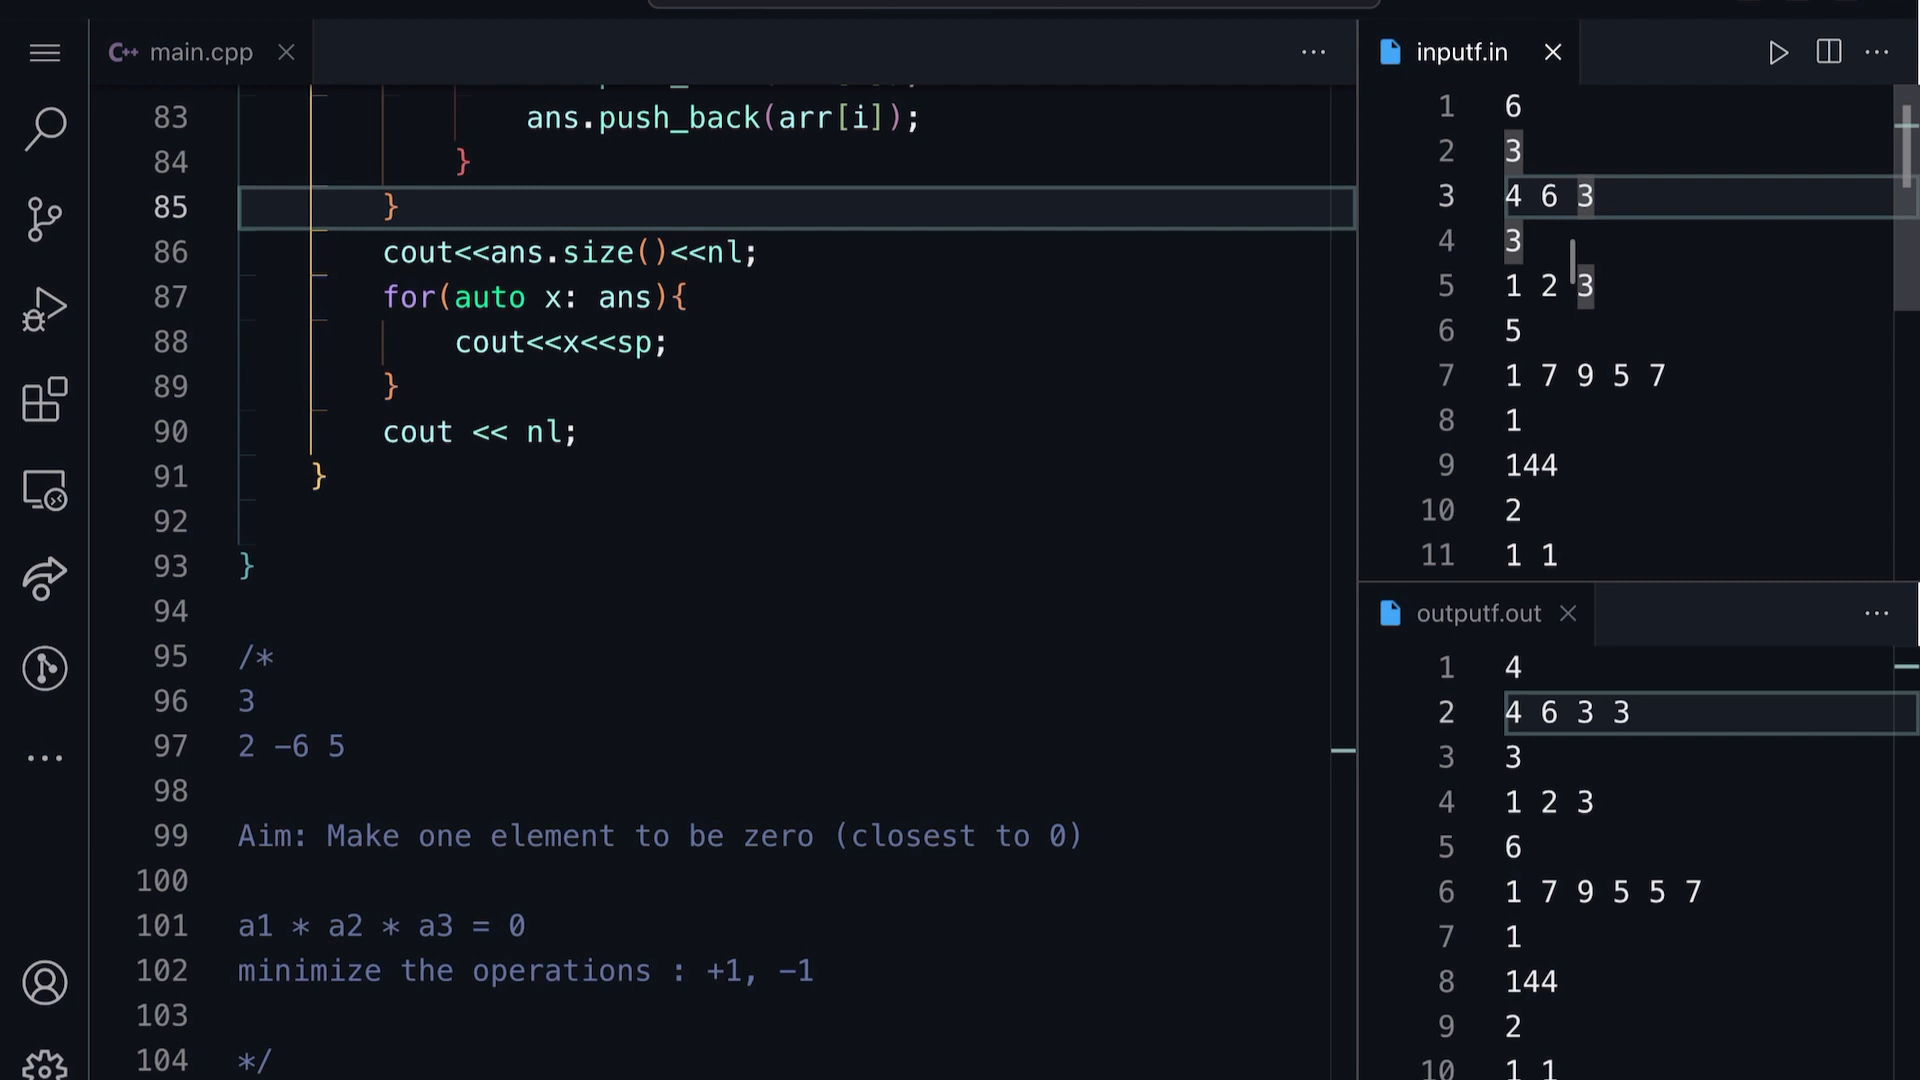 C++ main.cpp
83 ans.push_back(arr[i]);
84 }
85 }
86 cout<<ans.size()<<nl;
87 for(auto x: ans){
88 cout<<x<<sp;
89 }
90 cout << nl;
91 }
92
93 }
94
95 /*
96 3
97 2 -6 5
98
99 Aim: Make one element to be zero (closest to 0)
100
101 a1 * a2 * a3 = 0
102 minimize the operations : +1, -1
103
104 */
inputf.in
1 6
2 3
3 4 6 3
4 3
5 1 2 3
6 5
7 1 7 9 5 7
8 1
9 144
10 2
11 1 1
outputf.out
1 4
2 4 6 3 3
3 3
4 1 2 3
5 6
6 1 7 9 5 5 7
7 1
8 144
9 2
10 1 1